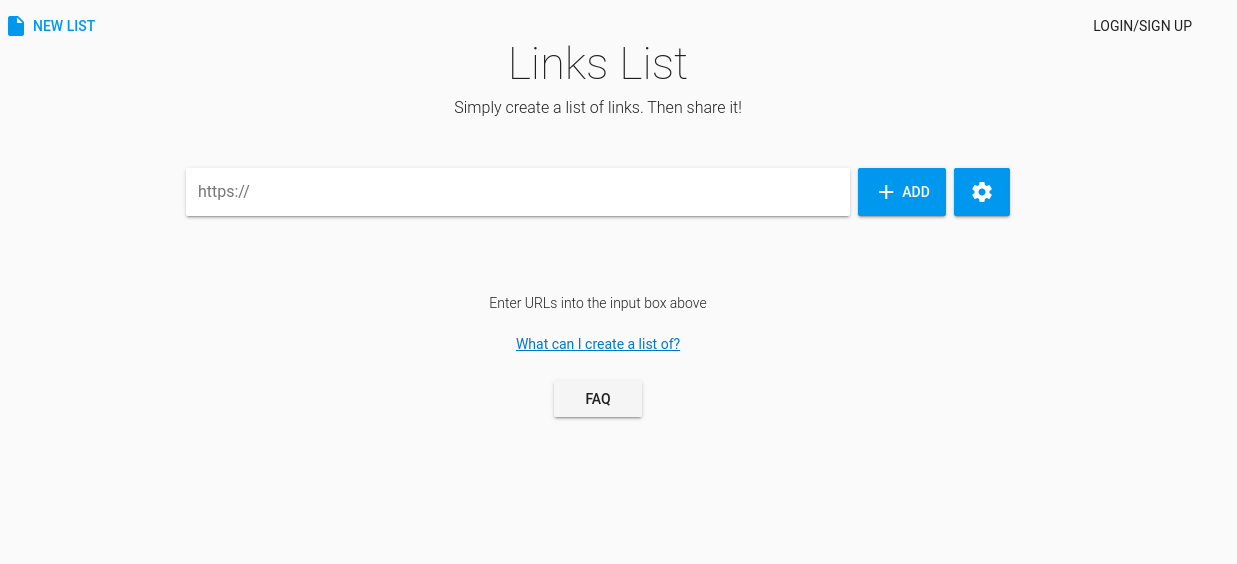 NEW LIST
LOGIN/SIGN UP
Links List
Simply create a list of links. Then share it!
https://
ADD
Enter URLs into the input box above
What can I create a list of?
FAQ